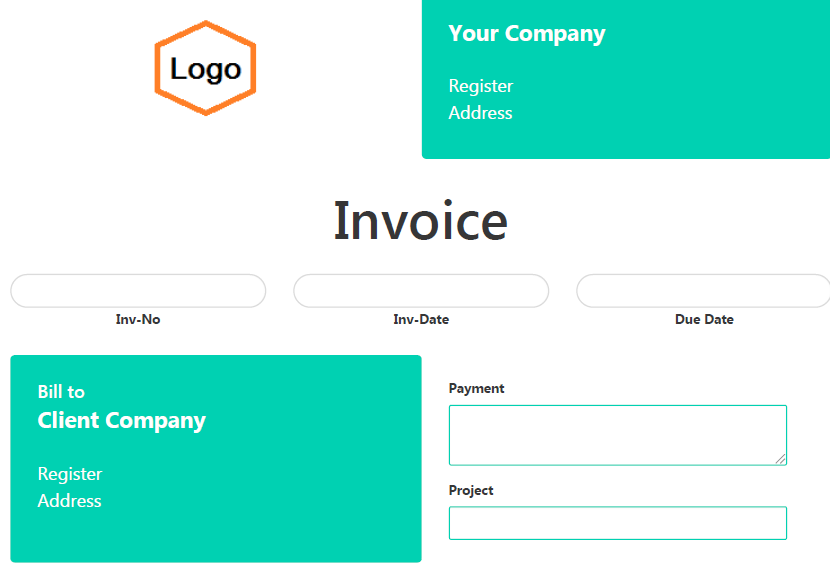 Logo
Your Company
Register
Address
Invoice
Inv-No
Inv-Date
Due Date
Bill to
Client Company
Register
Address
Payment
Project